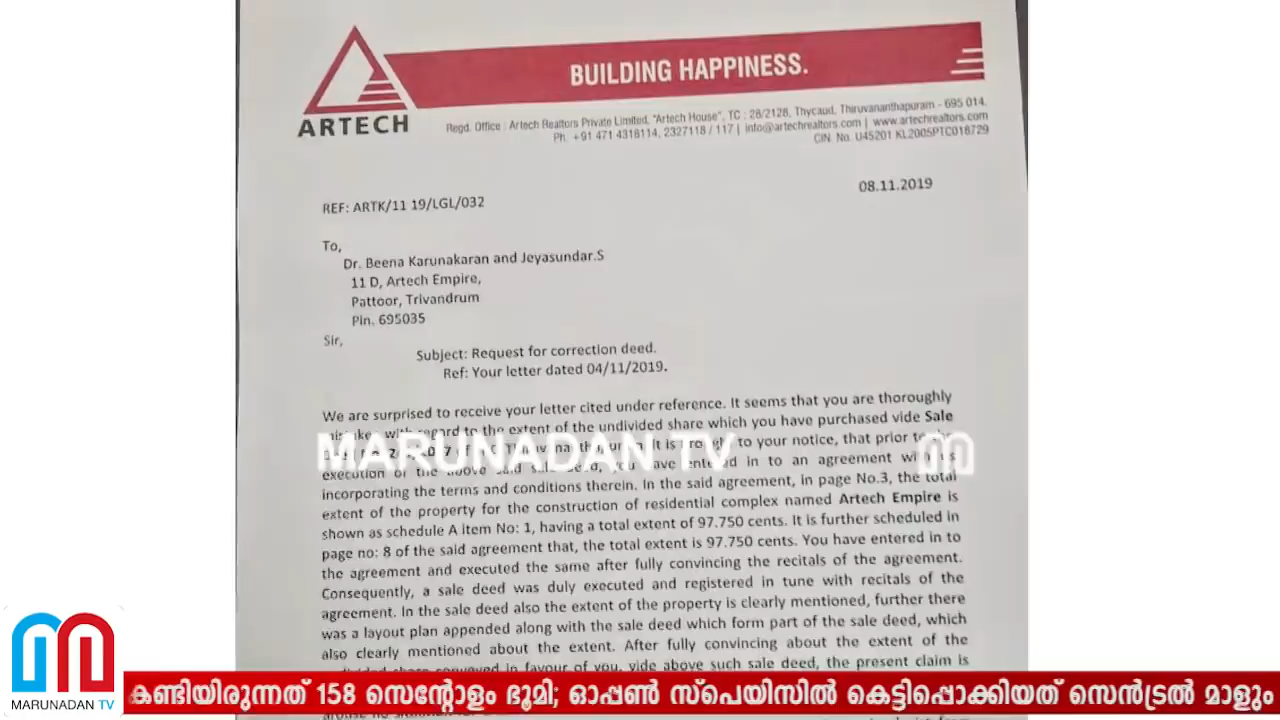 BUILDING HAPPINESS.
ARTECH
Regd. Office : Artech Realtors Private Limited, "Artech House", TC : 28/2128, Thycaud, Thiruvananthapuram - 695 014.
Ph. +91 471 4318114, 2327118 / 117 | info@artechrealtors.com | www.artechrealtors.com
CIN. No. U45201 KL2005PTC018729
08.11.2019
REF: ARTK/11 19/LGL/032
To,
Dr. Beena Karunakaran and Jeyasundar.S
11 D, Artech Empire,
Pattoor, Trivandrum
Pin. 695035
Sir,
Subject: Request for correction deed.
Ref: Your letter dated 04/11/2019.
We are surprised to receive your letter cited under reference. It seems that you are thoroughly
with regard to the extent of the undivided share which you have purchased vide Sale
It is to your notice, that prior to
execution of the above said sale deed, you have entered in to an agreement with us
incorporating the terms and conditions therein. In the said agreement, in page No.3, the total
extent of the property for the construction of residential complex named Artech Empire is
shown as schedule A item No: 1, having a total extent of 97.750 cents. It is further scheduled in
page no: 8 of the said agreement that, the total extent is 97.750 cents. You have entered in to
the agreement and executed the same after fully convincing the recitals of the agreement.
Consequently, a sale deed was duly executed and registered in tune with recitals of the
agreement. In the sale deed also the extent of the property is clearly mentioned, further there
was a layout plan appended along with the sale deed which form part of the sale deed, which
also clearly mentioned about the extent. After fully convincing about the extent of the
in favour of you, vide above such sale deed, the present claim is
MARUNADAN TV
MARUNADAN TV
കണ്ടിയിരുന്നത് 158 സെന്റോളം ഭൂമി; ഓപ്പൺ സ്പെയിസിൽ കെട്ടിപ്പൊക്കിയത് സെൻട്രൽ മാളും